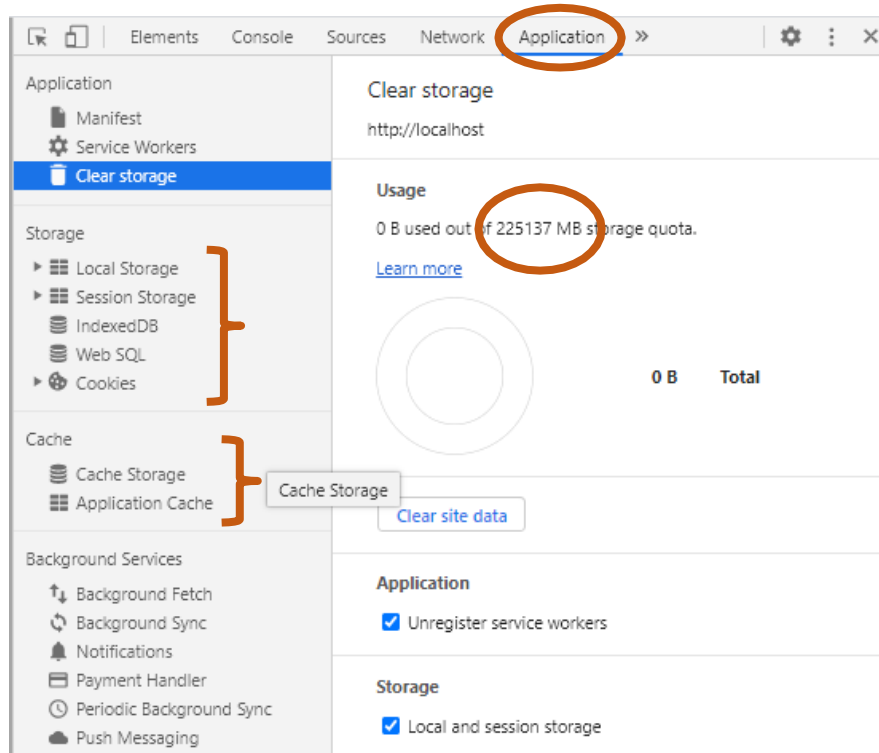 Elements Console Sources Network Application »
Application
Manifest
Service Workers
Clear storage
Storage
Local Storage
Session Storage
IndexedDB
Web SQL
Cookies
Cache
Cache Storage
Application Cache
Cache Storage
Background Services
Background Fetch
Background Sync
Notifications
Payment Handler
Periodic Background Sync
Push Messaging
Clear storage
http://localhost
Usage
0 B used out of 225137 MB storage quota.
Learn more
0 B Total
Clear site data
Application
Unregister service workers
Storage
Local and session storage